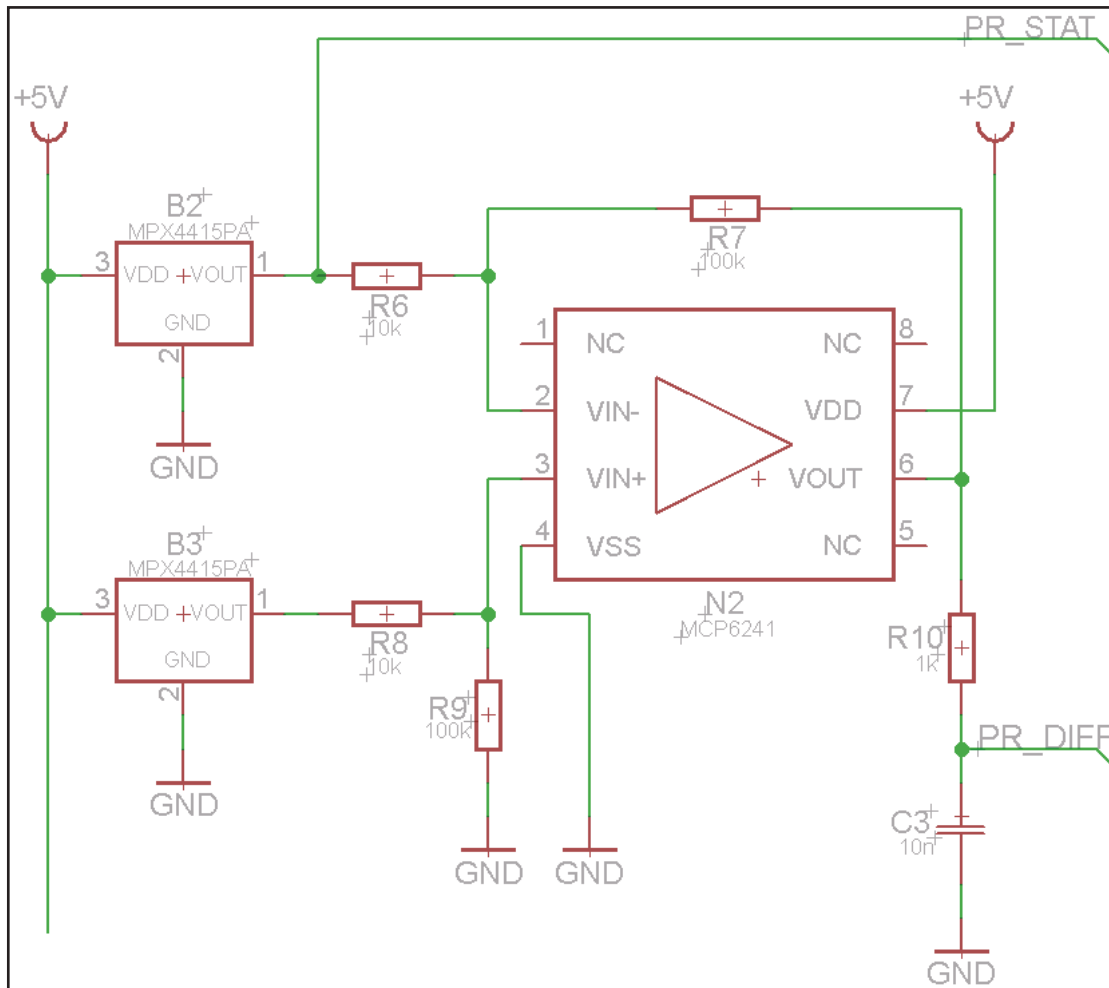 PR_STAT
+5V
+5V
B2
MPX4415PA
3
VDD
VOUT
1
GND
2
GND
R6
10k
R7
100k
1
NC
NC
8
2
VIN-
VDD
7
3
VIN+
VOUT
6
4
VSS
NC
5
N2
MCP6241
B3
MPX4415PA
3
VDD
VOUT
1
GND
2
GND
R8
10k
R9
100k
GND
GND
R10
1k
PR_DIFF
C3
10n
GND